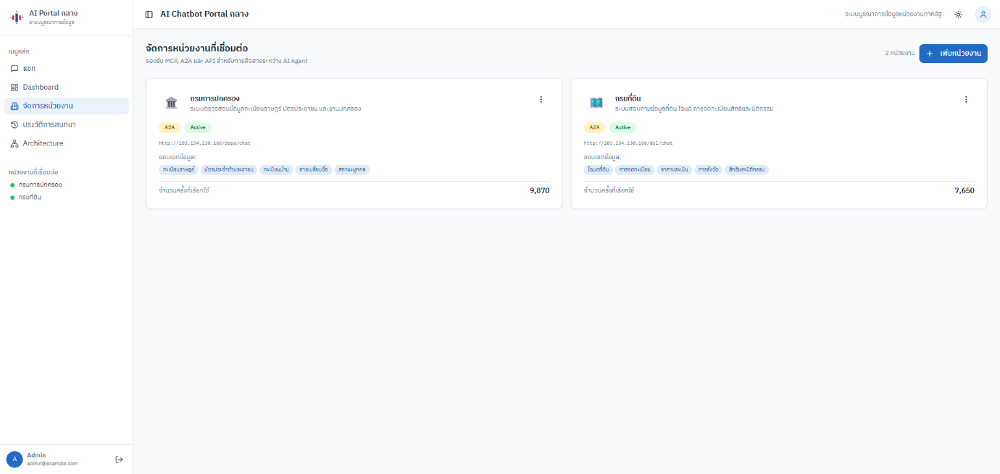 AI Portal กลาง
ระบบบูรณาการข้อมูล
เมนูหลัก
แชท
Dashboard
จัดการหน่วยงาน
ประวัติการสนทนา
Architecture
หน่วยงานที่เชื่อมต่อ
กรมการปกครอง
กรมที่ดิน
A
Admin
admin@example.com
AI Chatbot Portal กลาง
ระบบบูรณาการข้อมูลหน่วยงานภาครัฐ
จัดการหน่วยงานที่เชื่อมต่อ
รองรับ MCP, A2A และ API สำหรับการสื่อสารระหว่าง AI Agent
2 หน่วยงาน
เพิ่มหน่วยงาน
กรมการปกครอง
ระบบตรวจสอบข้อมูลทะเบียนราษฎร์ บัตรประชาชน และงานปกครอง
A2A Active
http://203.154.130.166/dopa/chat
ขอบเขตข้อมูล:
ทะเบียนราษฎร์ บัตรประจำตัวประชาชน ทะเบียนบ้าน การเปลี่ยนชื่อ สถานะบุคคล
จำนวนครั้งที่เรียกใช้ 9,870
กรมที่ดิน
ระบบสอบถามข้อมูลที่ดิน โฉนด การจดทะเบียนสิทธิและนิติกรรม
A2A Active
http://203.154.130.166/dol/chat
ขอบเขตข้อมูล:
โฉนดที่ดิน การจดทะเบียน ราคาประเมิน การรังวัด สิทธิและนิติกรรม
จำนวนครั้งที่เรียกใช้ 7,650